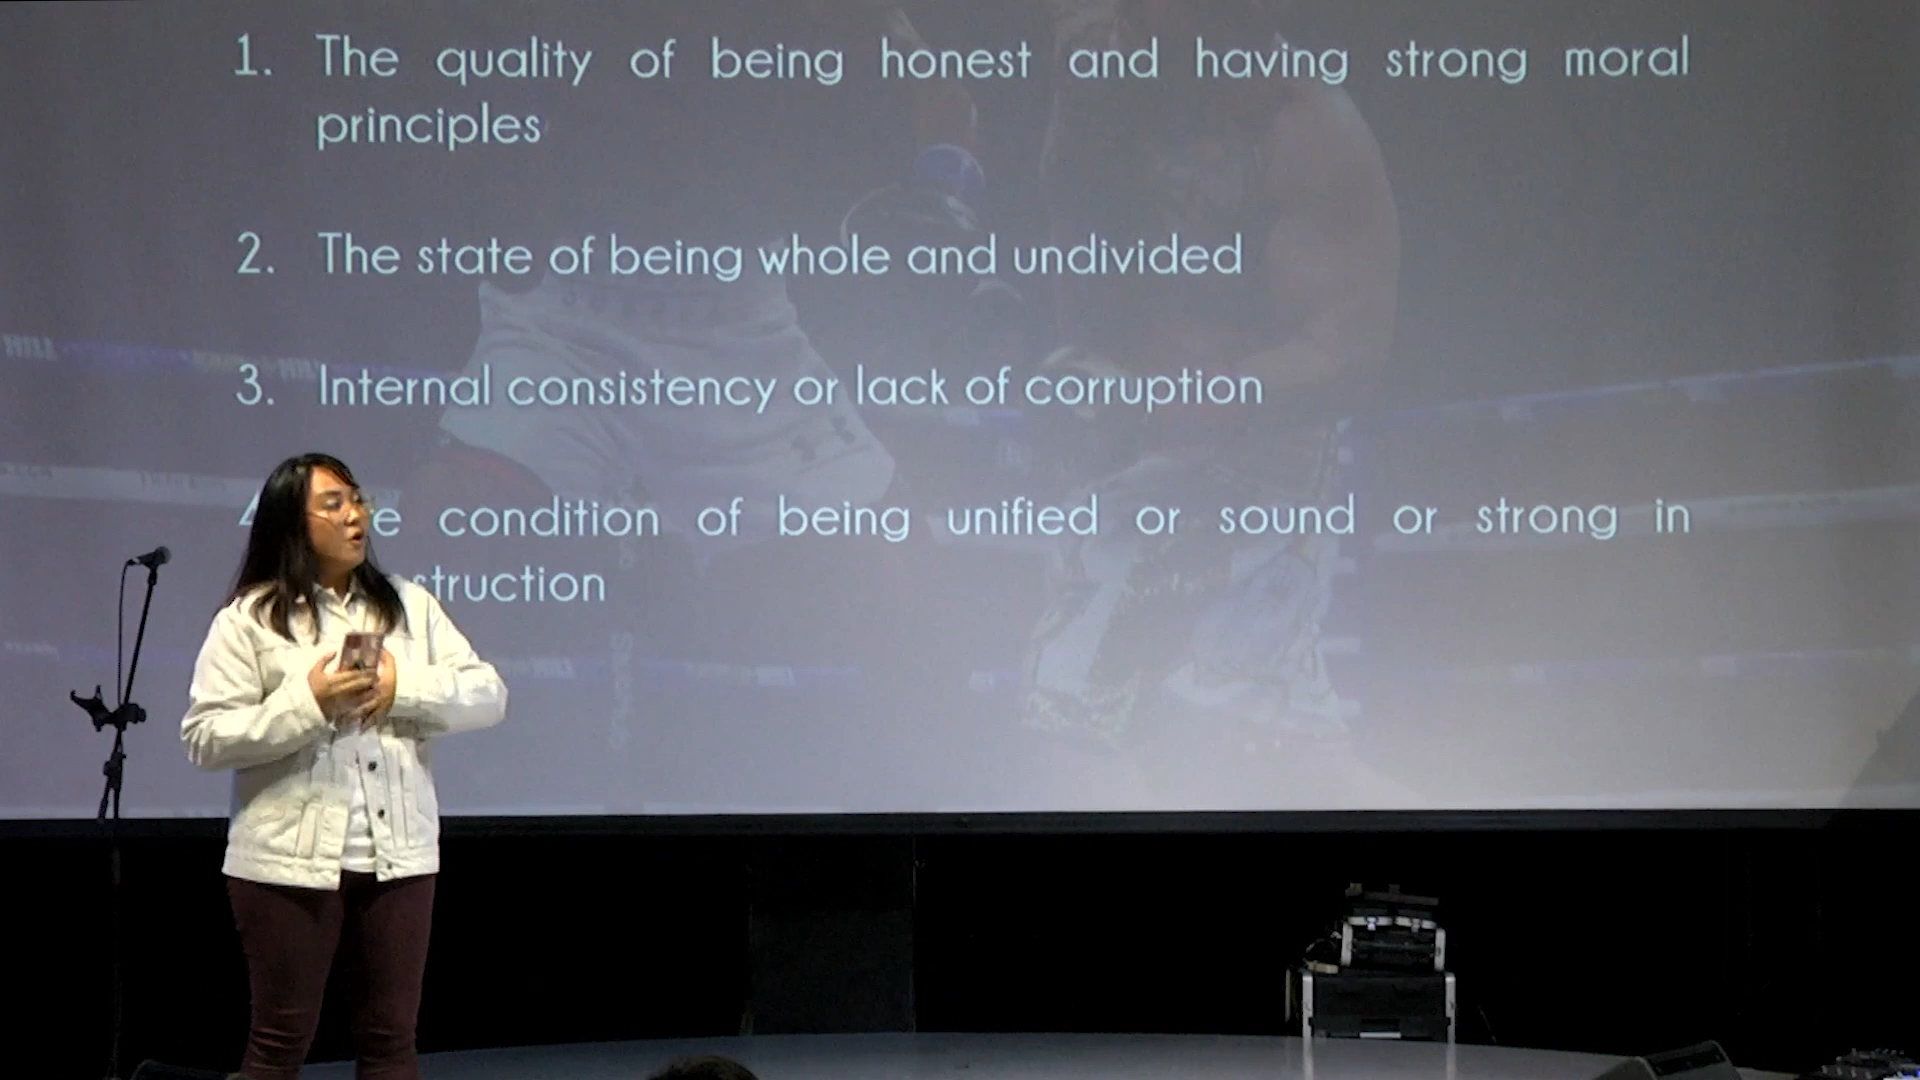 1. The quality of being honest and having strong moral
principles
2. The state of being whole and undivided
3. Internal consistency or lack of corruption
condition of being unified or sound or strong in